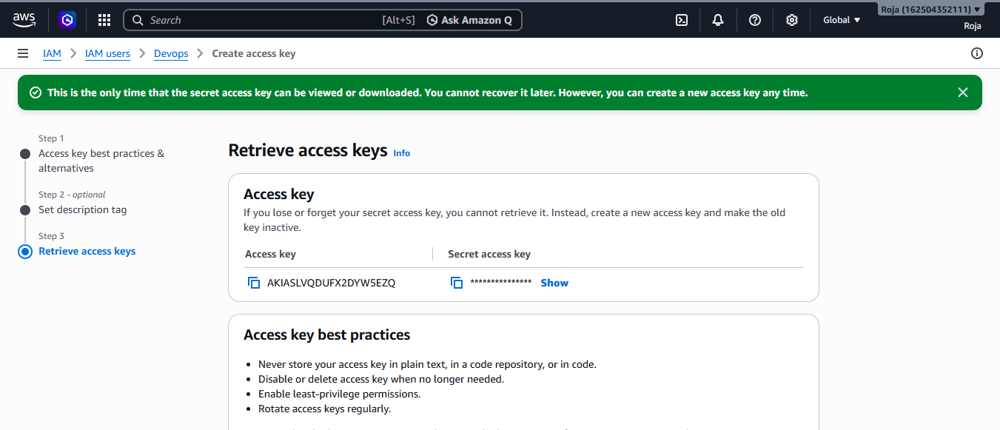 aws
Search [Alt+S] Ask Amazon Q
Global
Roja (162504352111)
Roja
IAM > IAM users > Devops > Create access key
This is the only time that the secret access key can be viewed or downloaded. You cannot recover it later. However, you can create a new access key any time.
Step 1
Access key best practices &
alternatives
Step 2 - optional
Set description tag
Step 3
Retrieve access keys
Retrieve access keys Info
Access key
If you lose or forget your secret access key, you cannot retrieve it. Instead, create a new access key and make the old
key inactive.
Access key Secret access key
AKIASLVQDUFX2DYW5EZQ *************** Show
Access key best practices
• Never store your access key in plain text, in a code repository, or in code.
• Disable or delete access key when no longer needed.
• Enable least-privilege permissions.
• Rotate access keys regularly.